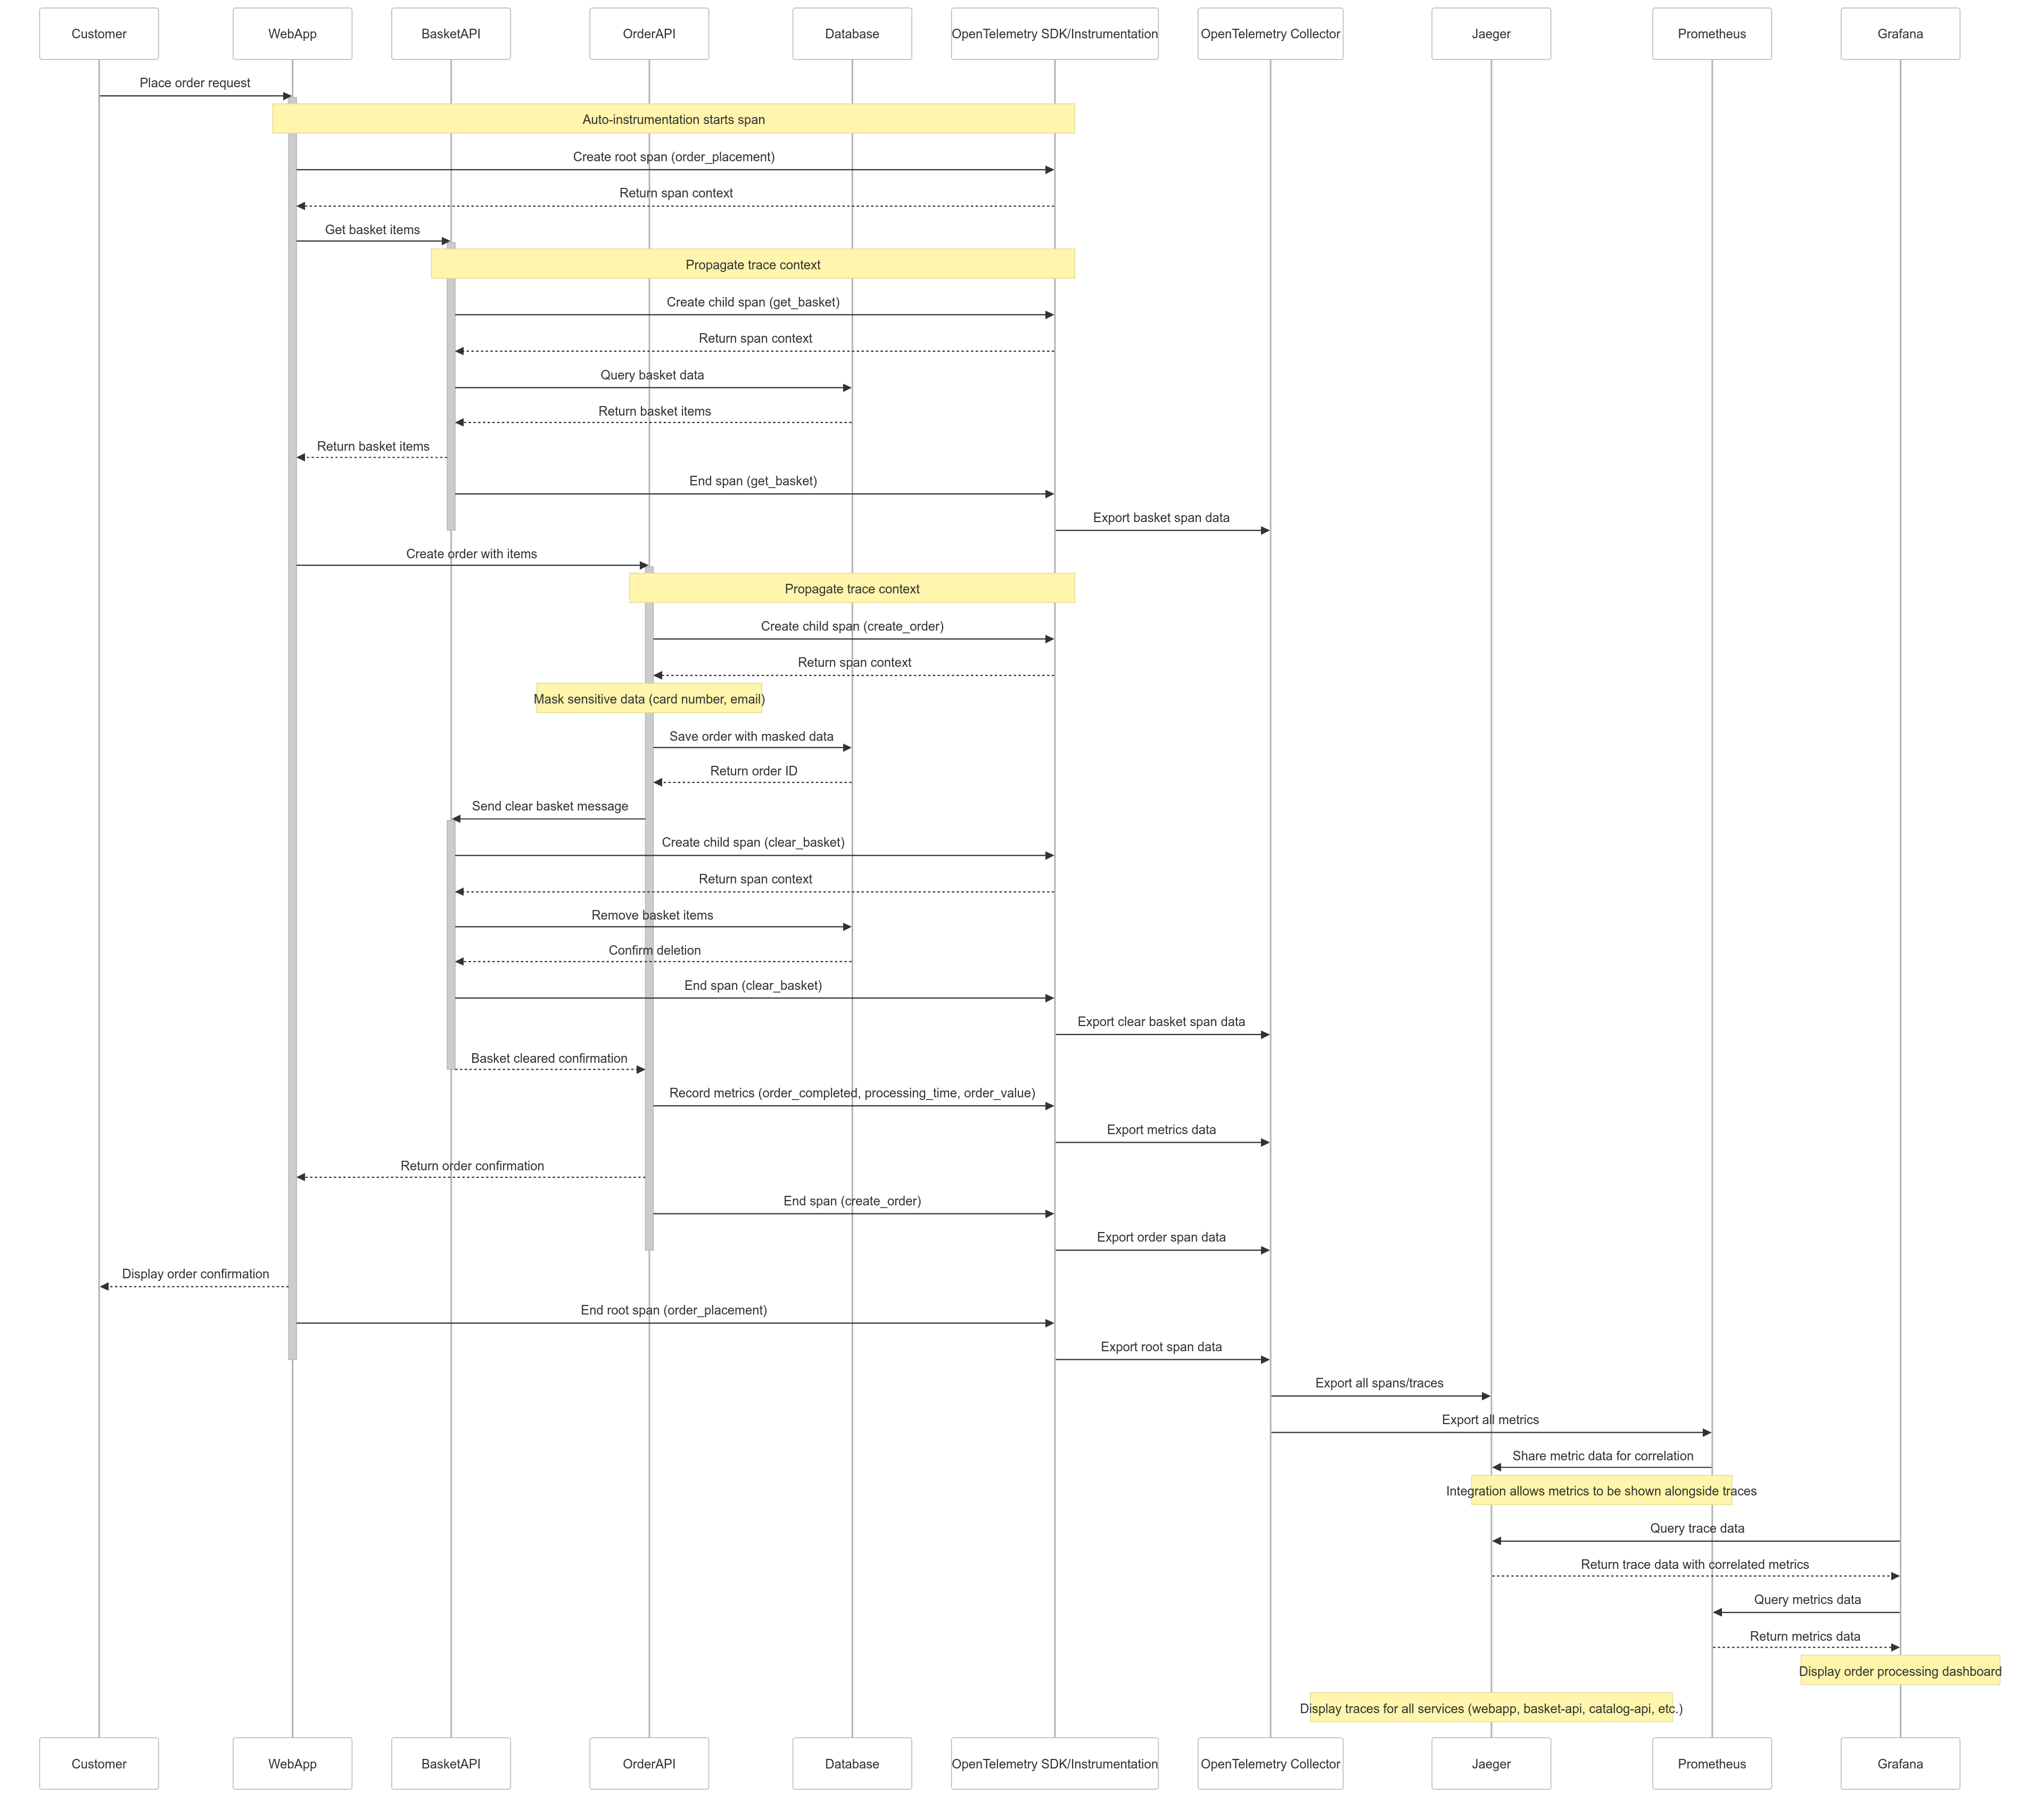 Customer
WebApp
BasketAPI
OrderAPI
Database
OpenTelemetry SDK/Instrumentation
OpenTelemetry Collector
Jaeger
Prometheus
Grafana
Place order request
Auto-instrumentation starts span
Create root span (order_placement)
Return span context
Get basket items
Propagate trace context
Create child span (get_basket)
Return span context
Query basket data
Return basket items
Return basket items
End span (get_basket)
Export basket span data
Create order with items
Propagate trace context
Create child span (create_order)
Return span context
Mask sensitive data (card number, email)
Save order with masked data
Return order ID
Send clear basket message
Create child span (clear_basket)
Return span context
Remove basket items
Confirm deletion
End span (clear_basket)
Export clear basket span data
Basket cleared confirmation
Record metrics (order_completed, processing_time, order_value)
Export metrics data
Return order confirmation
End span (create_order)
Export order span data
Display order confirmation
End root span (order_placement)
Export root span data
Export all spans/traces
Export all metrics
Share metric data for correlation
Integration allows metrics to be shown alongside traces
Query trace data
Return trace data with correlated metrics
Query metrics data
Return metrics data
Display order processing dashboard
Display traces for all services (webapp, basket-api, catalog-api, etc.)
Customer
WebApp
BasketAPI
OrderAPI
Database
OpenTelemetry SDK/Instrumentation
OpenTelemetry Collector
Jaeger
Prometheus
Grafana